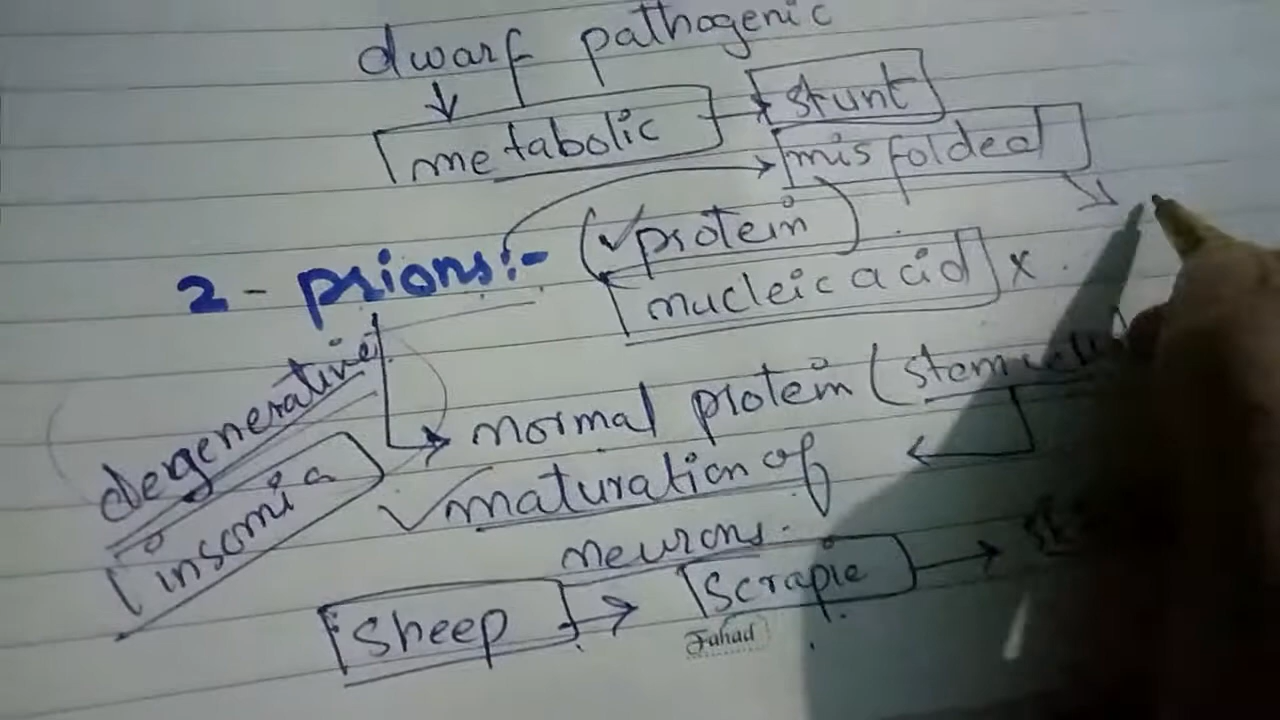 dwarf pathogenic
metabolic → stunt
misfolded
2 - prions:- (✓protein)
nucleic acid x
degenerative
normal protein (stem
insomia
✓maturation of
neurons.
Sheep → Scrapie →
Fahad